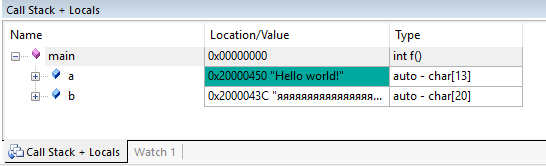 Call Stack + Locals
Name Location/Value Type
main 0x00000000 int f()
a 0x20000450 "Hello world!" auto - char[13]
b 0x2000043C "яяяяяяяяяяяяяяяя... auto - char[20]
Call Stack + Locals Watch 1